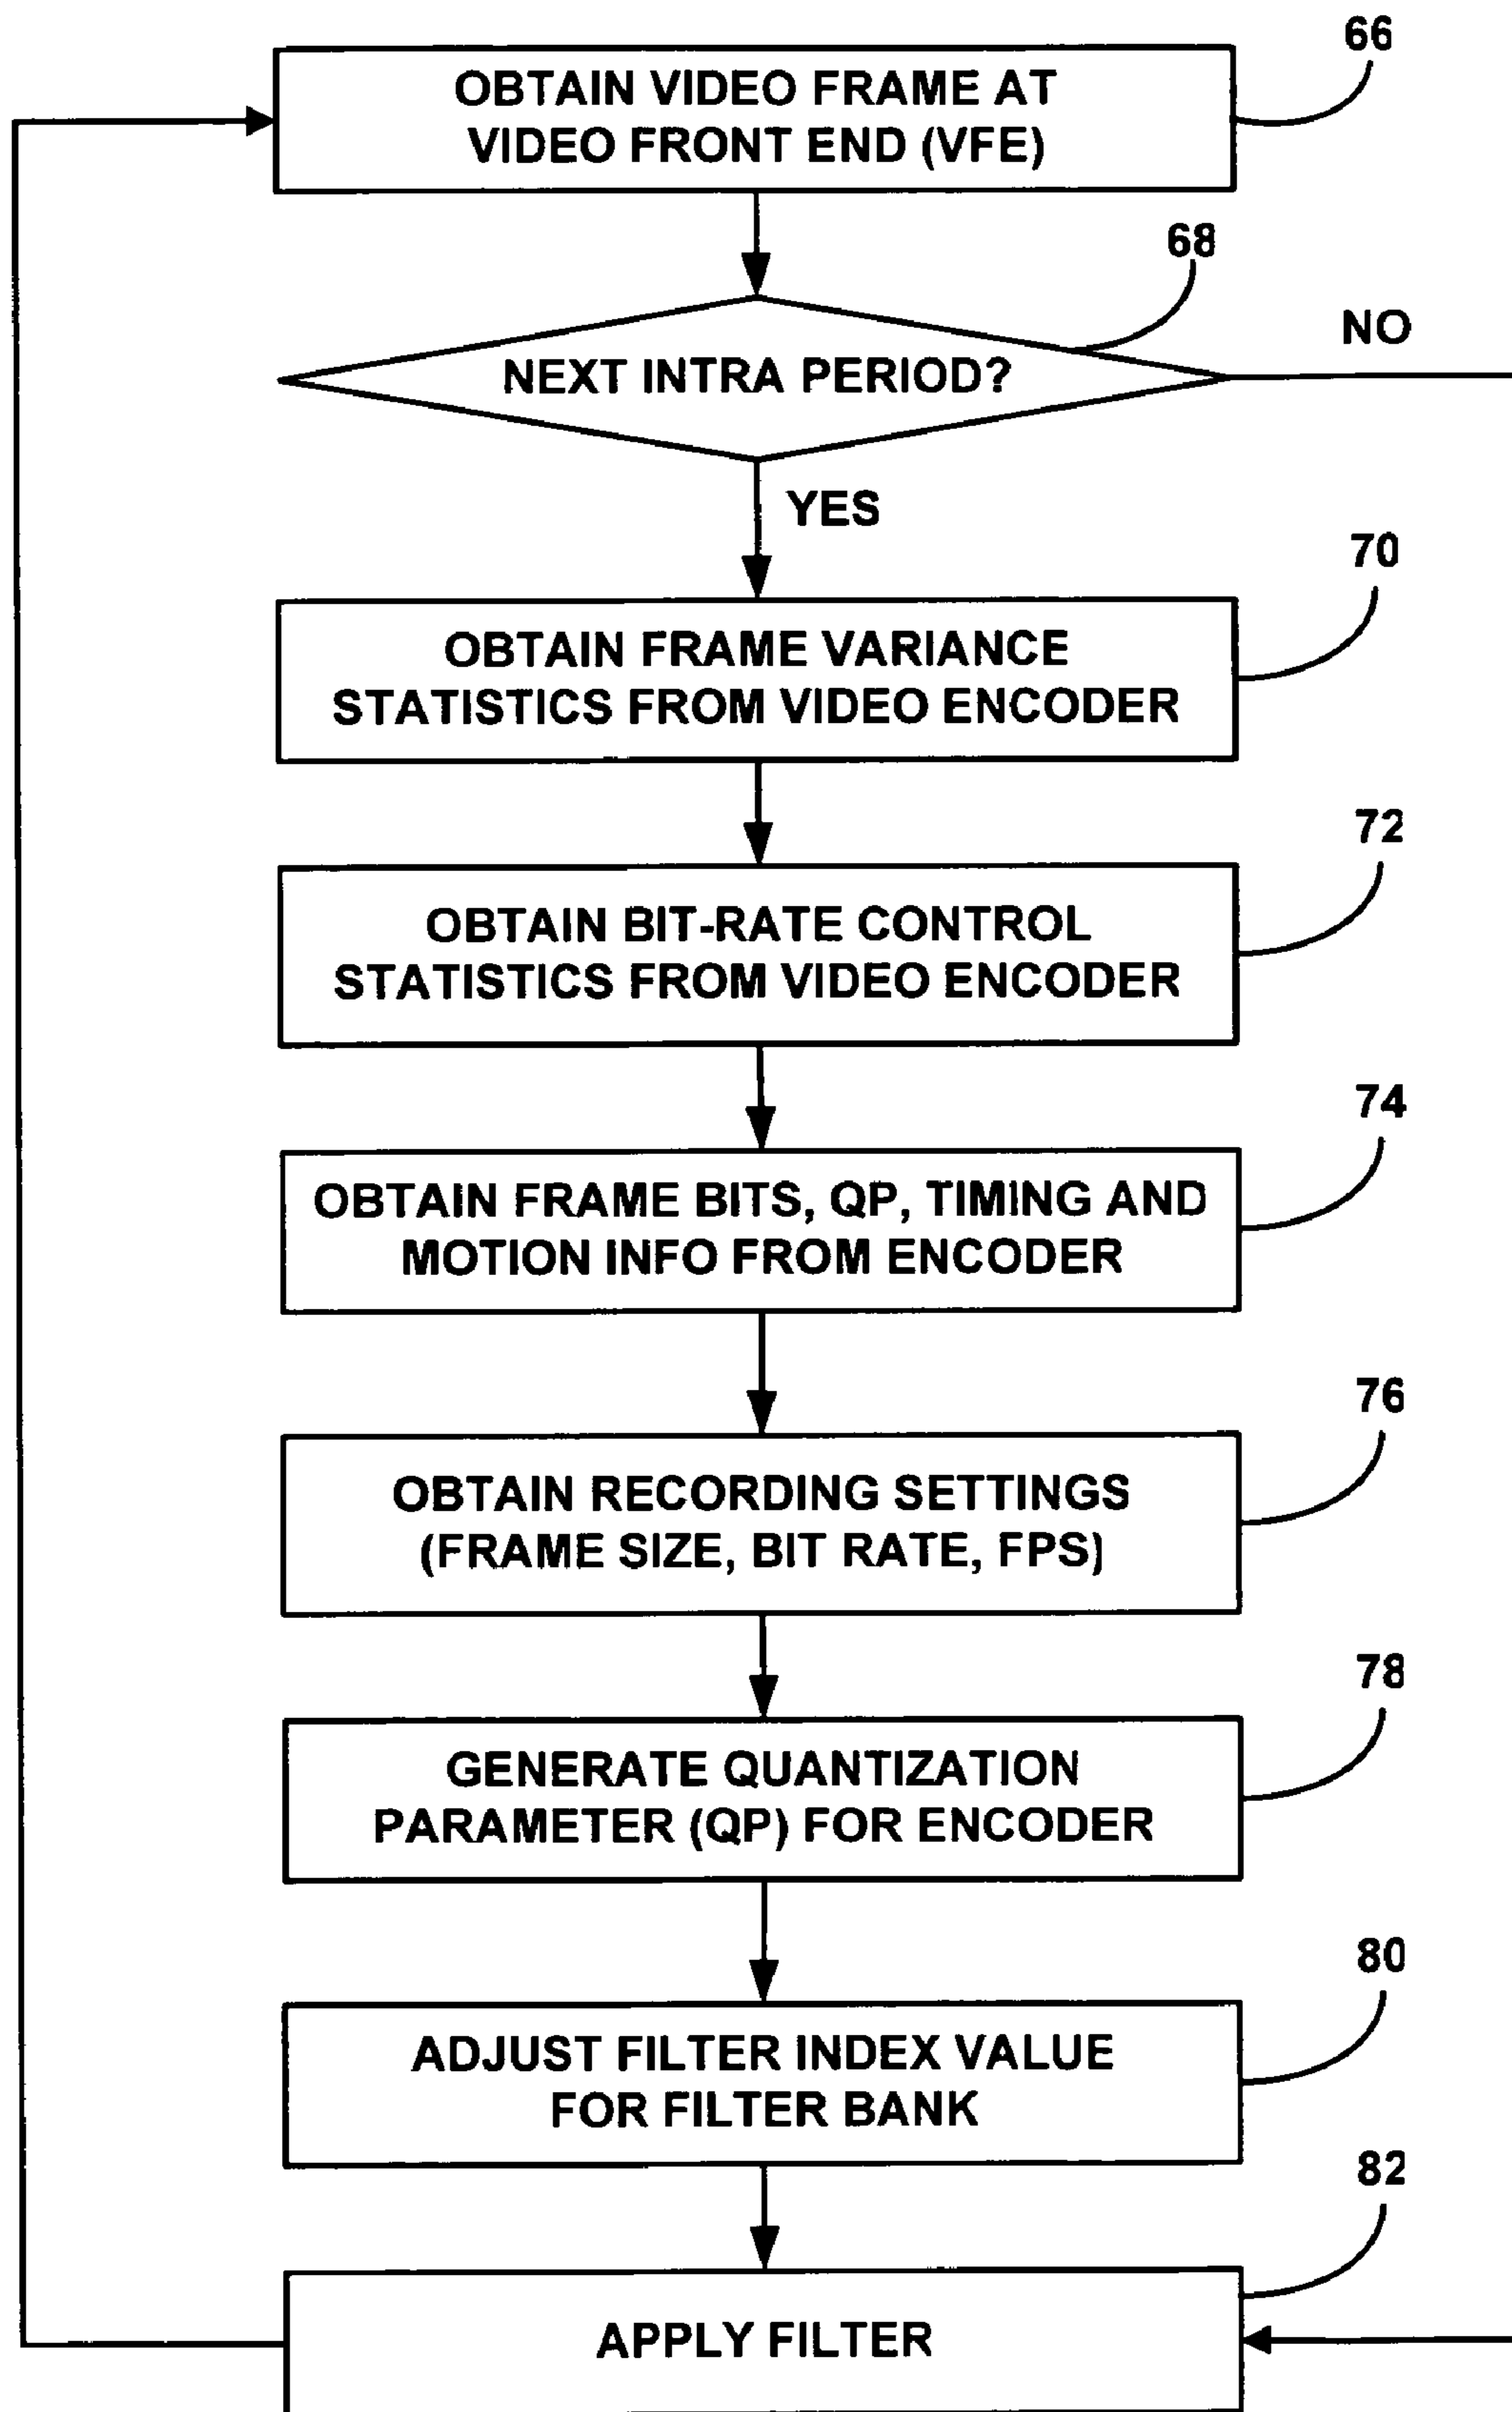 66
OBTAIN VIDEO FRAME AT
VIDEO FRONT END (VFE)
68
NO
NEXT INTRA PERIOD?
YES
70
OBTAIN FRAME VARIANCE
STATISTICS FROM VIDEO ENCODER
72
OBTAIN BIT-RATE CONTROL
STATISTICS FROM VIDEO ENCODER
74
OBTAIN FRAME BITS, QP, TIMING AND
MOTION INFO FROM ENCODER
76
OBTAIN RECORDING SETTINGS
(FRAME SIZE, BIT RATE, FPS)
78
GENERATE QUANTIZATION
PARAMETER (QP) FOR ENCODER
80
ADJUST FILTER INDEX VALUE
FOR FILTER BANK
82
APPLY FILTER